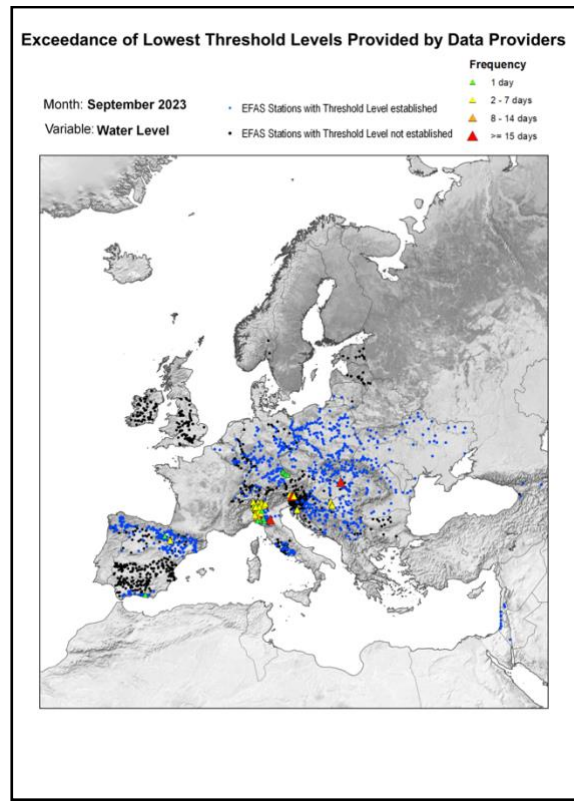 Exceedance of Lowest Threshold Levels Provided by Data Providers
Frequency
1 day
2 - 7 days
8 - 14 days
>= 15 days
Month: September 2023
Variable: Water Level
EFAS Stations with Threshold Level established
EFAS Stations with Threshold Level not established